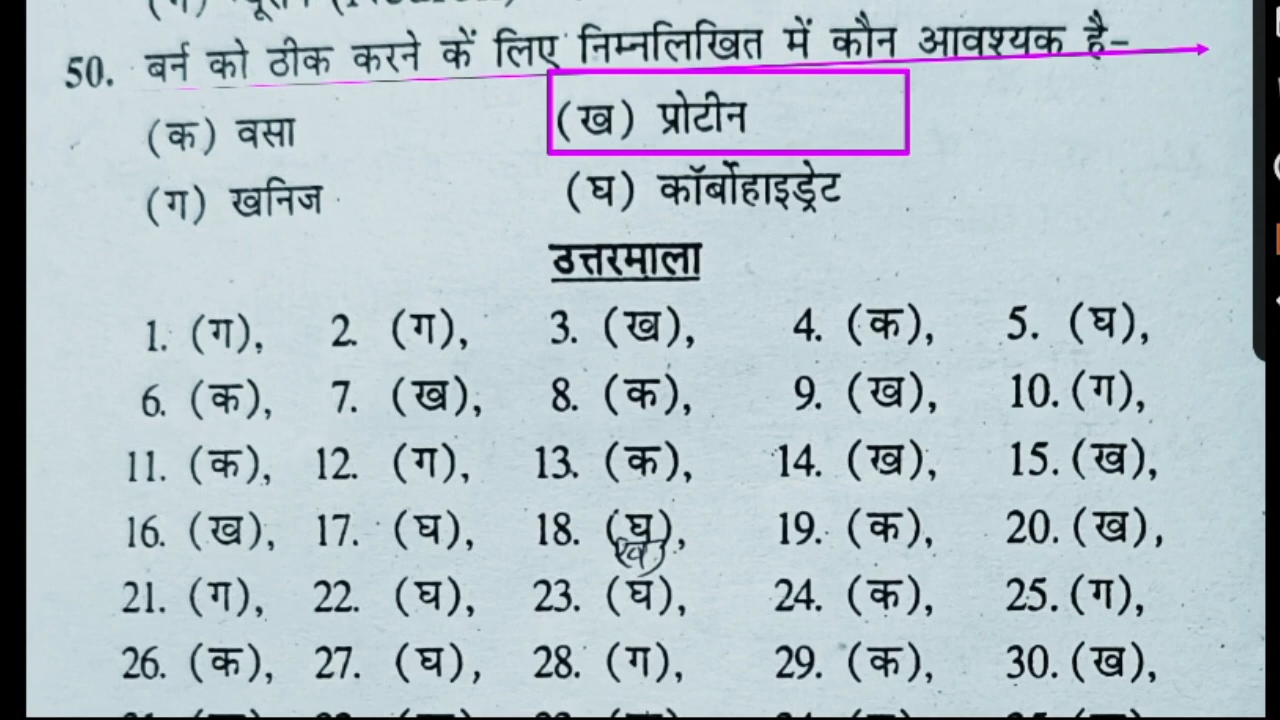 50. बर्न को ठीक करने कें लिए निम्नलिखित में कौन आवश्यक है-
(क) वसा (ख) प्रोटीन
(ग) खनिज (घ) कॉर्बोहाइड्रेट
उत्तरमाला
1. (ग), 2. (ग), 3. (ख), 4. (क), 5. (घ),
6. (क), 7. (ख), 8. (क), 9. (ख), 10. (ग),
11. (क), 12. (ग), 13. (क), 14. (ख), 15. (ख),
16. (ख), 17. (घ), 18. (घ), 19. (क), 20. (ख),
(ख)
21. (ग), 22. (घ), 23. (घ), 24. (क), 25. (ग),
26. (क), 27. (घ), 28. (ग), 29. (क), 30. (ख),